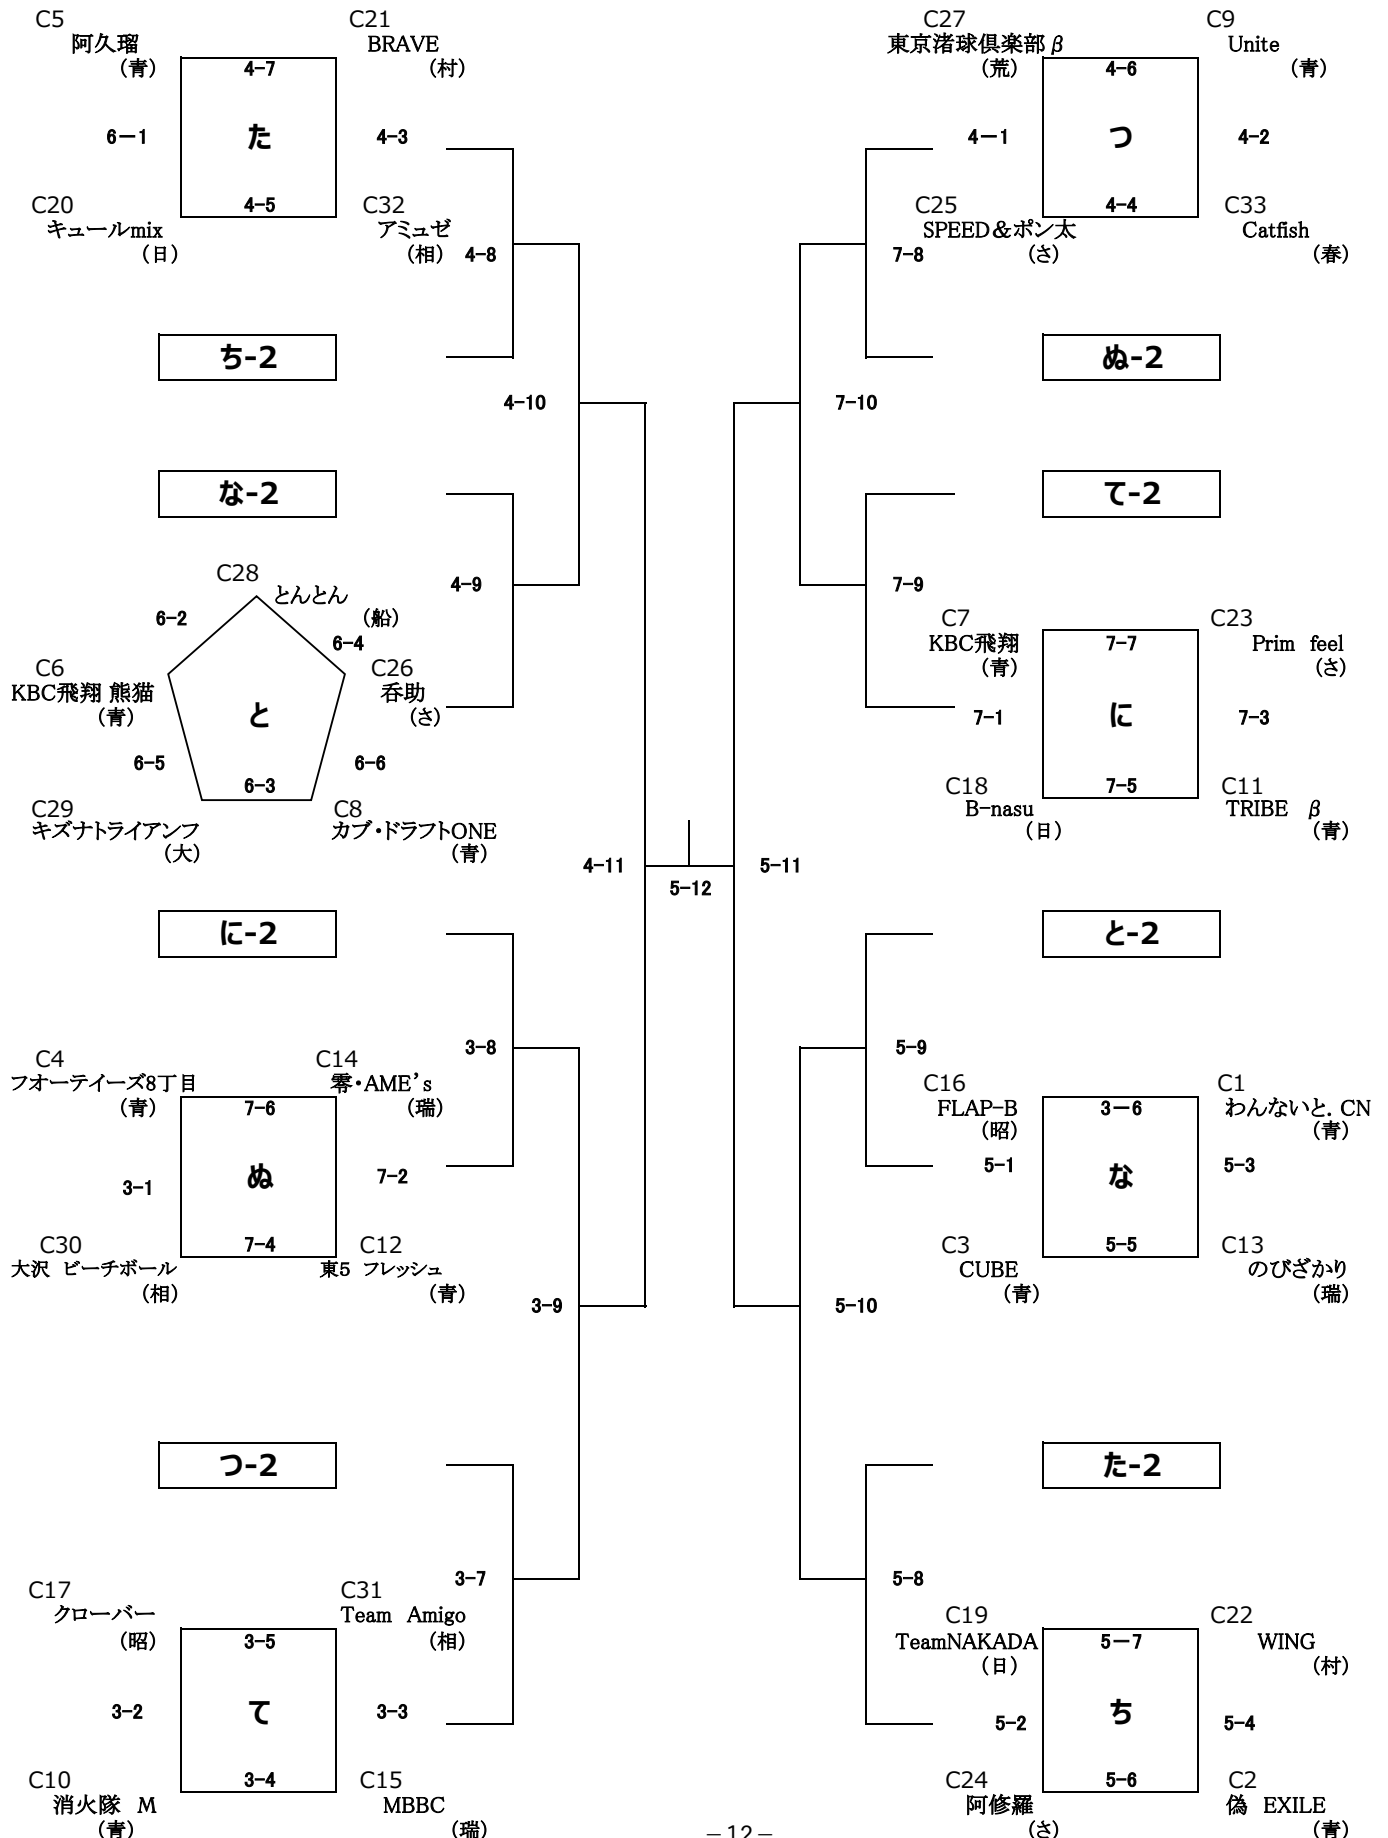 C5
阿久瑠
（青）
C21
BRAVE
（村）
4-7
6－1
た
4-3
4-5
C20
キュールmix
（日）
C32
アミュゼ
（相）
4-8
ち-2
4-10
な-2
4-9
C28
とんとん
（船）
6-2
6-4
C6
KBC飛翔 熊猫
（青）
C26
呑助
（さ）
と
6-5
6-3
6-6
C29
キズナトライアンフ
（大）
C8
カブ・ドラフトONE
（青）
4-11
に-2
3-8
C4
フオーテイーズ8丁目
（青）
C14
零・AME’s
（瑞）
7-6
3-1
ぬ
7-2
7-4
C30
大沢 ビーチボール
（相）
C12
東5 フレッシュ
（青）
3-9
つ-2
3-7
C17
クローバー
（昭）
C31
Team Amigo
（相）
3-5
3-2
て
3-3
3-4
C10
消火隊 M
（青）
C15
MBBC
（瑞）
5-12
C27
東京渚球倶楽部β
（荒）
C9
Unite
（青）
4-6
4－1
つ
4-2
4-4
C25
SPEED＆ポン太
（さ）
C33
Catfish
（春）
7-8
ぬ-2
7-10
て-2
7-9
C7
KBC飛翔
（青）
C23
Prim feel
（さ）
7-7
7-1
に
7-3
7-5
C18
B-nasu
（日）
C11
TRIBE β
（青）
5-11
と-2
5-9
C16
FLAP-B
（昭）
C1
わんないと．CN
（青）
3－6
5-1
な
5-3
5-5
C3
CUBE
（青）
C13
のびざかり
（瑞）
5-10
た-2
5-8
C19
TeamNAKADA
（日）
C22
WING
（村）
5－7
5-2
ち
5-4
5-6
C24
阿修羅
（さ）
C2
偽 EXILE
（青）
－12－